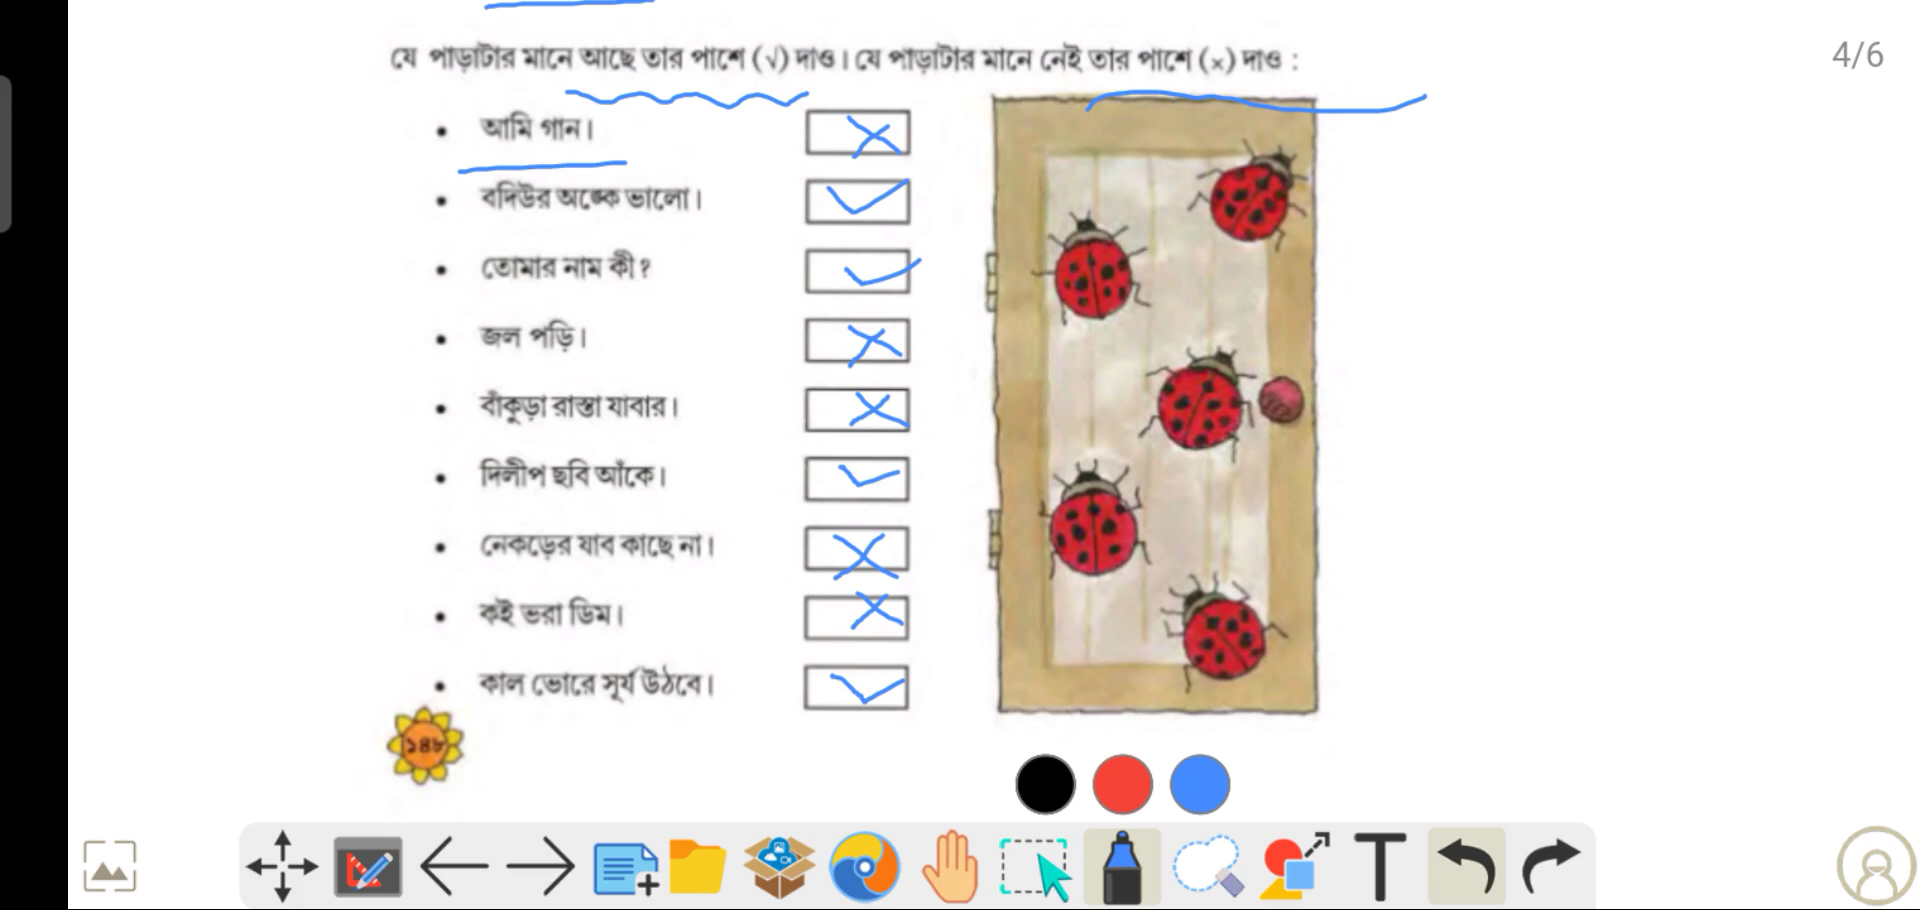 যে পাড়াটার মানে আছে তার পাশে (√) দাও। যে পাড়াটার মানে নেই তার পাশে (×) দাও :
4/6
• আমি গান।
• বদিউর অঙ্কে ভালো।
• তোমার নাম কী?
• জল পড়ি।
• বাঁকুড়া রাস্তা যাবার।
• দিলীপ ছবি আঁকে।
• নেকড়ের যাব কাছে না।
• কই ভরা ডিম।
• কাল ভোরে সূর্য উঠবে।
১৪৮
T